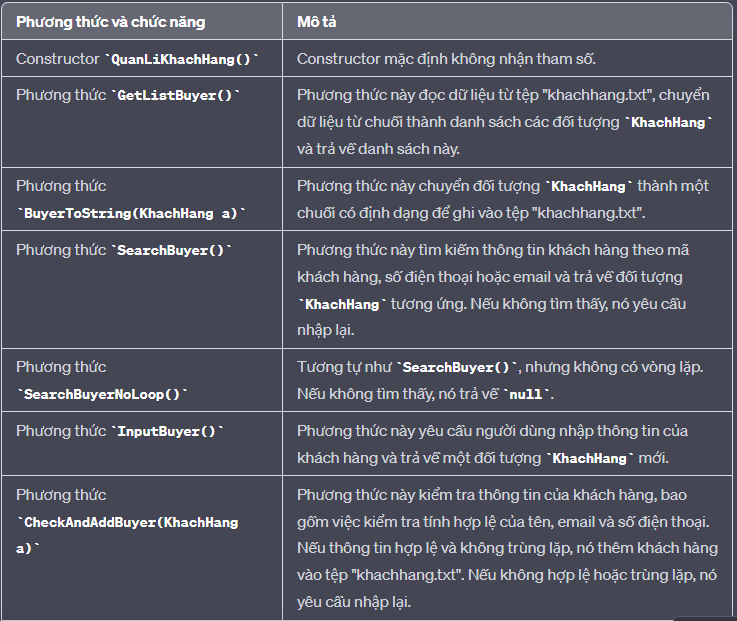 Phương thức và chức năng
Mô tả
Constructor `QuanLiKhachHang()`
Constructor mặc định không nhận tham số.
Phương thức `GetListBuyer()`
Phương thức này đọc dữ liệu từ tệp "khachhang.txt", chuyển
dữ liệu từ chuỗi thành danh sách các đối tượng `KhachHang`
và trả về danh sách này.
Phương thức
`BuyerToString(KhachHang a)`
Phương thức này chuyển đối tượng `KhachHang` thành một
chuỗi có định dạng để ghi vào tệp "khachhang.txt".
Phương thức `SearchBuyer()`
Phương thức này tìm kiếm thông tin khách hàng theo mã
khách hàng, số điện thoại hoặc email và trả về đối tượng
`KhachHang` tương ứng. Nếu không tìm thấy, nó yêu cầu
nhập lại.
Phương thức
`SearchBuyerNoLoop()`
Tương tự như `SearchBuyer()`, nhưng không có vòng lặp.
Nếu không tìm thấy, nó trả về `null`.
Phương thức `InputBuyer()`
Phương thức này yêu cầu người dùng nhập thông tin của
khách hàng và trả về một đối tượng `KhachHang` mới.
Phương thức
`CheckAndAddBuyer(KhachHang
a)`
Phương thức này kiểm tra thông tin của khách hàng, bao
gồm việc kiểm tra tính hợp lệ của tên, email và số điện thoại.
Nếu thông tin hợp lệ và không trùng lặp, nó thêm khách hàng
vào tệp "khachhang.txt". Nếu không hợp lệ hoặc trùng lặp, nó
yêu cầu nhập lại.